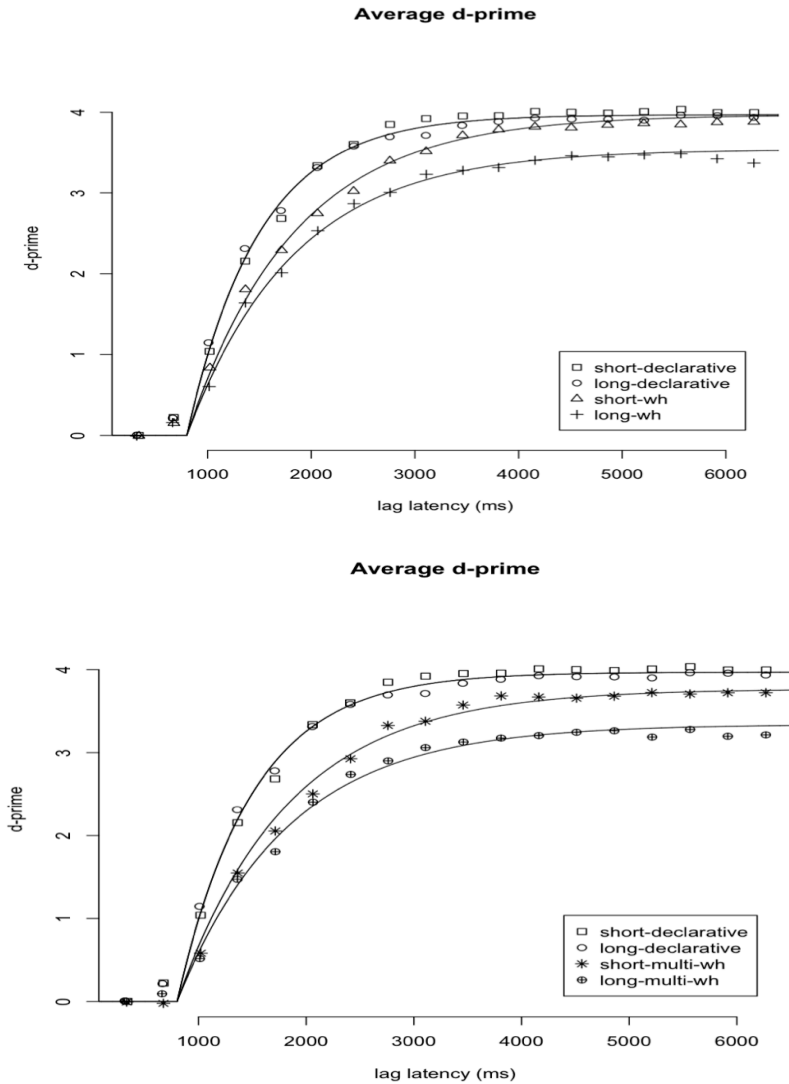 Average d-prime
d-prime
4
3
2
1
0
short-declarative
long-declarative
short-wh
long-wh
1000 2000 3000 4000 5000 6000
lag latency (ms)
Average d-prime
d-prime
4
3
2
1
0
short-declarative
long-declarative
short-multi-wh
long-multi-wh
1000 2000 3000 4000 5000 6000
lag latency (ms)